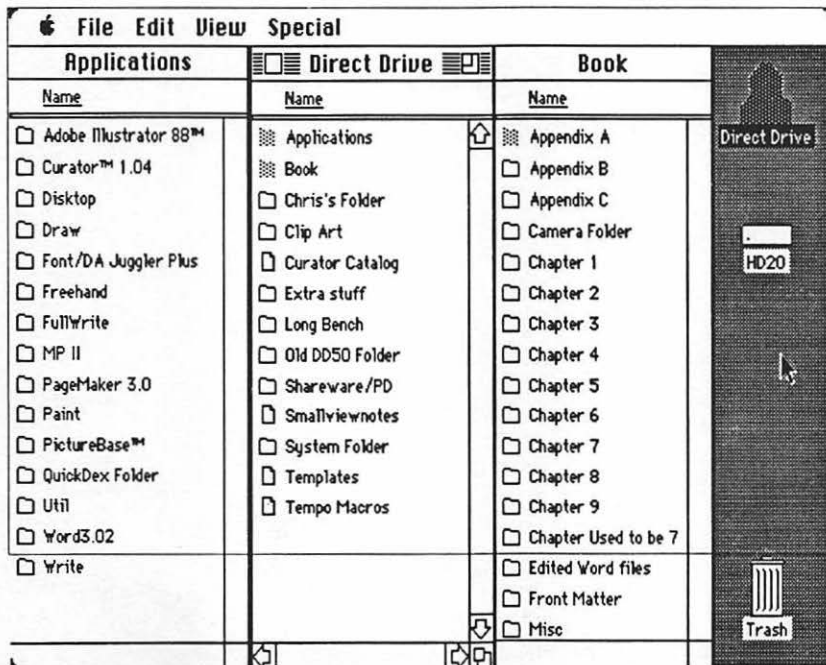 File Edit View Special
Applications
Name
Adobe Illustrator 88™
Curator™ 1.04
Disktop
Draw
Font/DA Juggler Plus
Freehand
FullWrite
MP II
PageMaker 3.0
Paint
PictureBase™
QuickDex Folder
Util
Word3.02
Write
Direct Drive
Name
Applications
Book
Chris's Folder
Clip Art
Curator Catalog
Extra stuff
Long Bench
Old DD50 Folder
Shareware/PD
Smallviewnotes
System Folder
Templates
Tempo Macros
Book
Name
Appendix A
Appendix B
Appendix C
Camera Folder
Chapter 1
Chapter 2
Chapter 3
Chapter 4
Chapter 5
Chapter 6
Chapter 7
Chapter 8
Chapter 9
Chapter Used to be 7
Edited Word files
Front Matter
Misc
Direct Drive
HD20
Trash